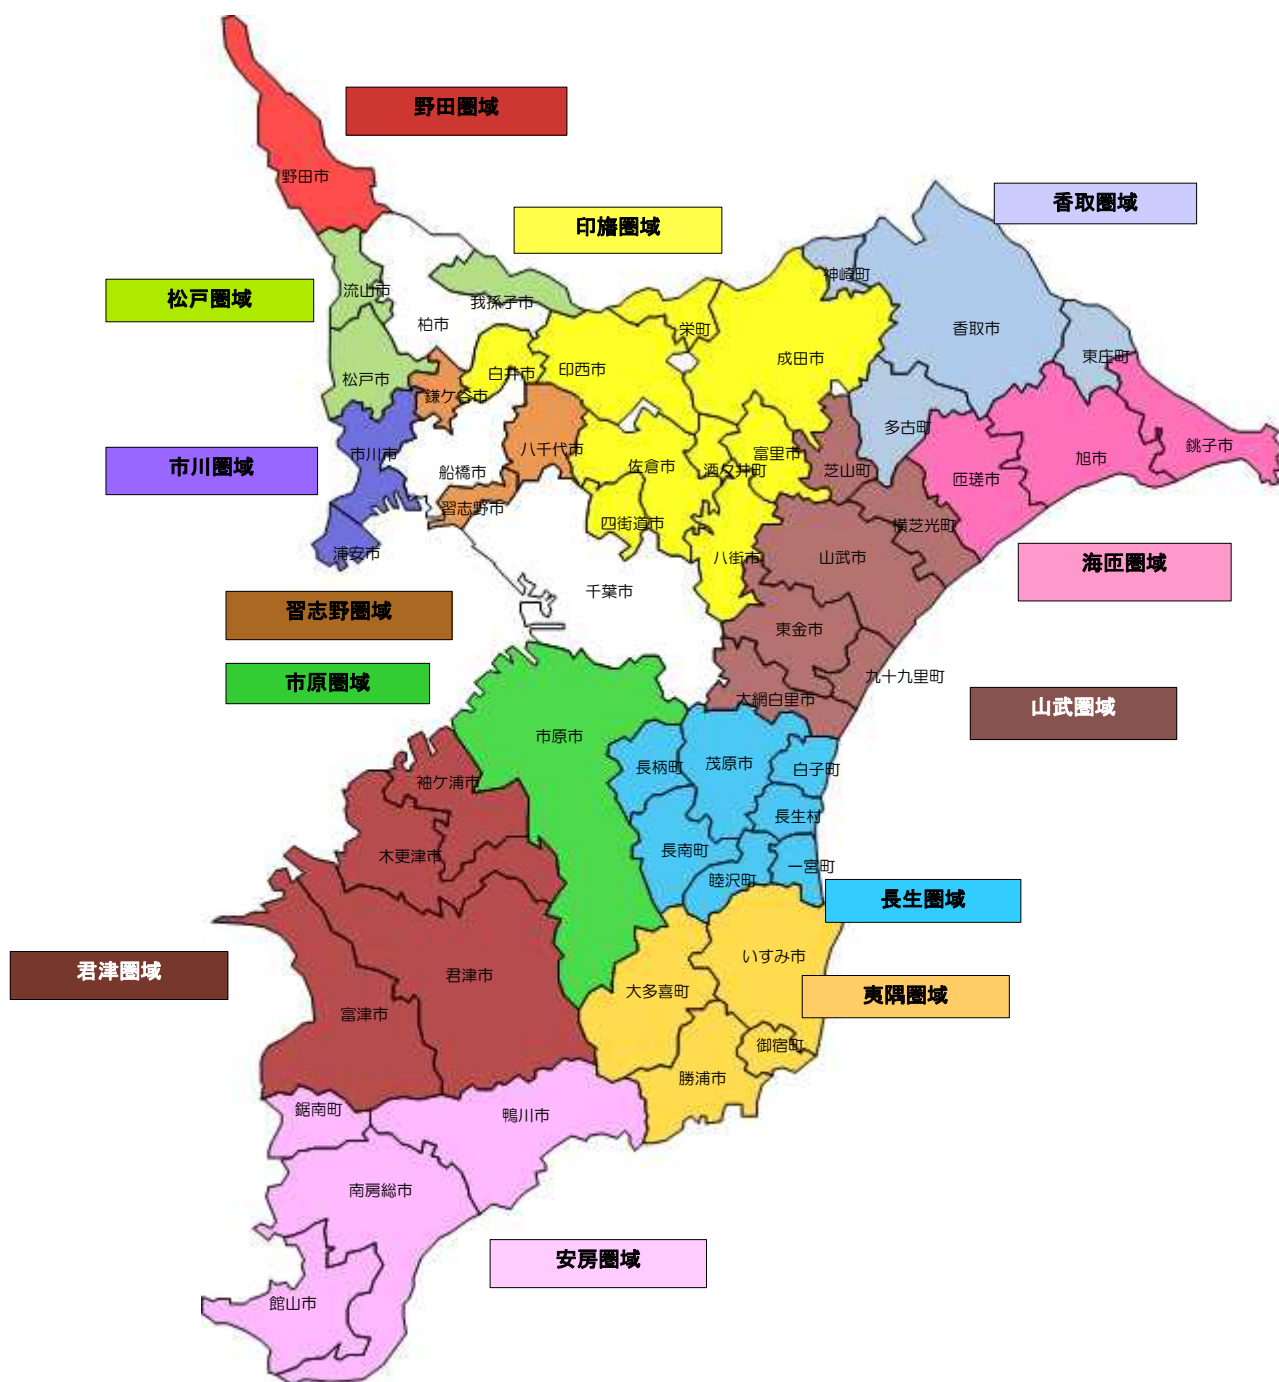 野田圏域
野田市
香取圏域
印旛圏域
神崎町
松戸圏域
流山市
我孫子市
柏市
栄町
香取市
成田市
東庄町
松戸市
白井市
印西市
鎌ケ谷市
多古町
銚子市
市川圏域
市川市
八千代市
富里市
旭市
船橋市
佐倉市
酒々井町
芝山町
匝瑳市
習志野市
四街道市
横芝光町
浦安市
八街市
山武市
海匝圏域
千葉市
習志野圏域
東金市
市原圏域
九十九里町
大網白里市
山武圏域
市原市
長柄町
茂原市
白子町
袖ケ浦市
長生村
木更津市
長南町
睦沢町
一宮町
長生圏域
君津圏域
君津市
いすみ市
大多喜町
夷隅圏域
富津市
御宿町
勝浦市
鋸南町
鴨川市
南房総市
安房圏域
館山市